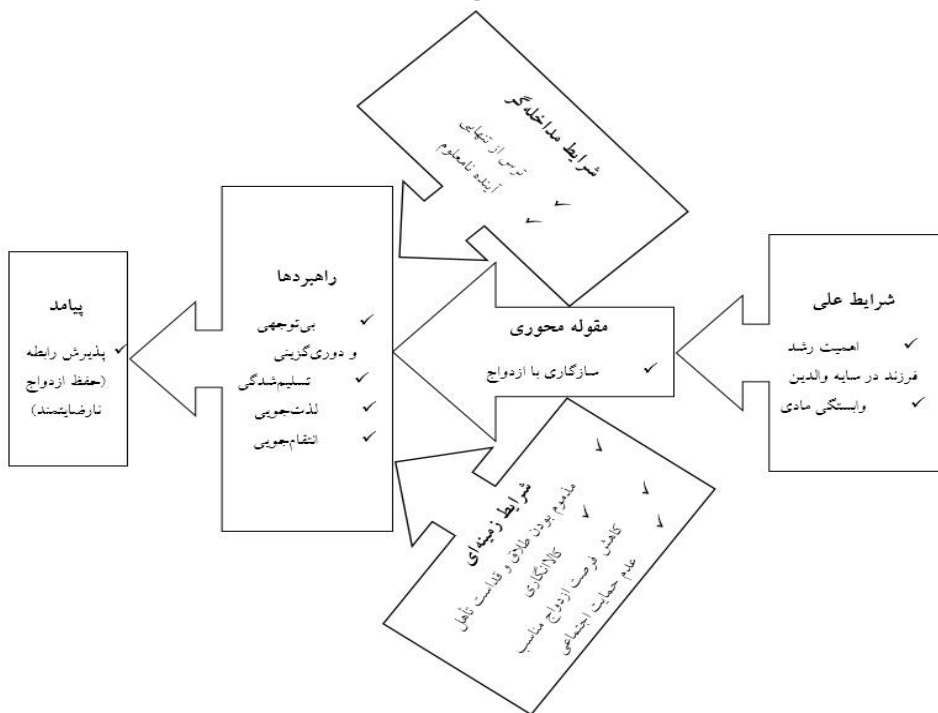 شرایط علی
✓ اهمیت رشد
فرزند در سایه والدین
✓ وابستگی مادی
شرایط مداخله‌گر
✓ ترس از تنهایی
✓ آینده نامعلوم
مقوله محوری
✓ سازگاری با ازدواج
شرایط زمینه‌ای
✓ مذموم بودن طلاق و قداست تأهل
✓ کالاانگاری
✓ کاهش فرصت ازدواج مناسب
✓ عدم حمایت اجتماعی
راهبردها
✓ بی‌توجهی
و دوری‌گزینی
✓ تسلیم‌شدگی
✓ لذت‌جویی
✓ انتقام‌جویی
پیامد
✓ پذیرش رابطه
(حفظ ازدواج
نارضایتمند)